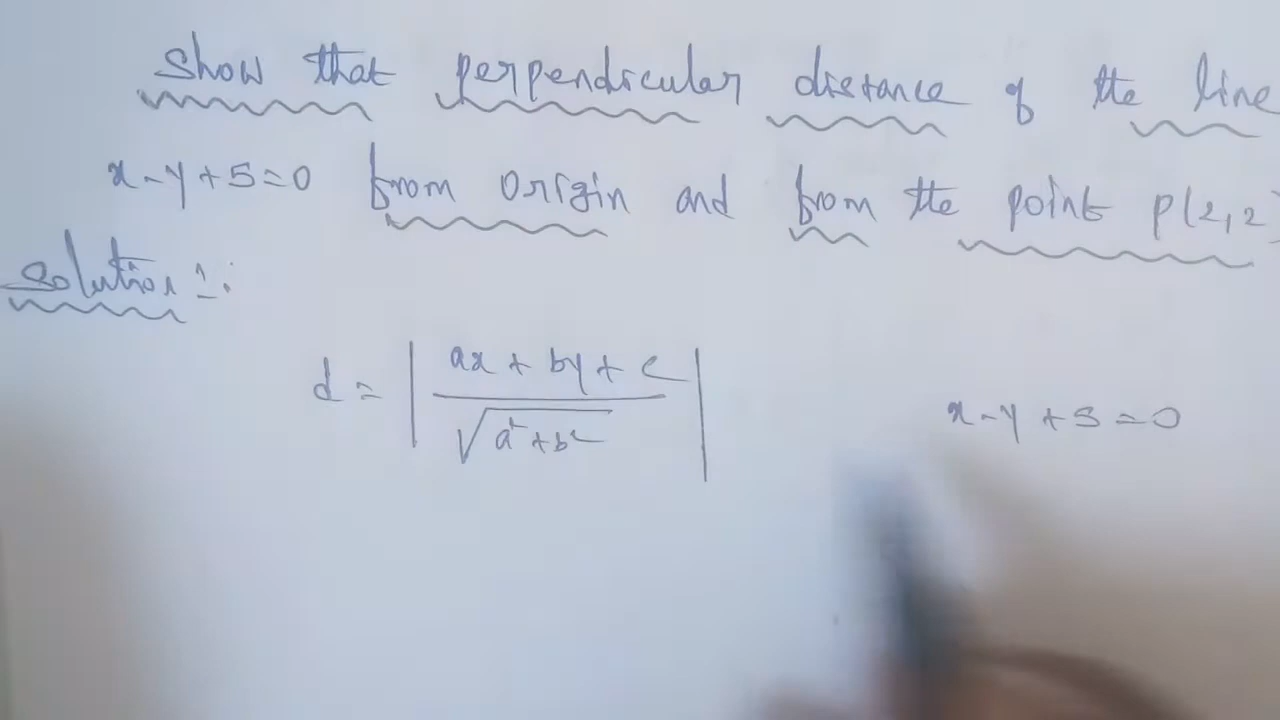 show that perpendicular distance of the line
x-y+5=0 from origin and from the point P(2,2)
solution:-
d = | ax + by + c / √a²+b² |
x-y+5=0